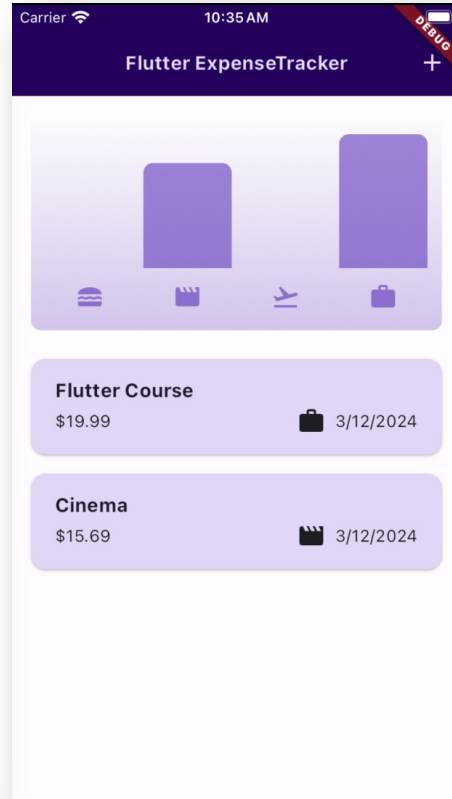 Carrier 10:35 AM
DEBUG
Flutter ExpenseTracker +
Flutter Course
$19.99 3/12/2024
Cinema
$15.69 3/12/2024